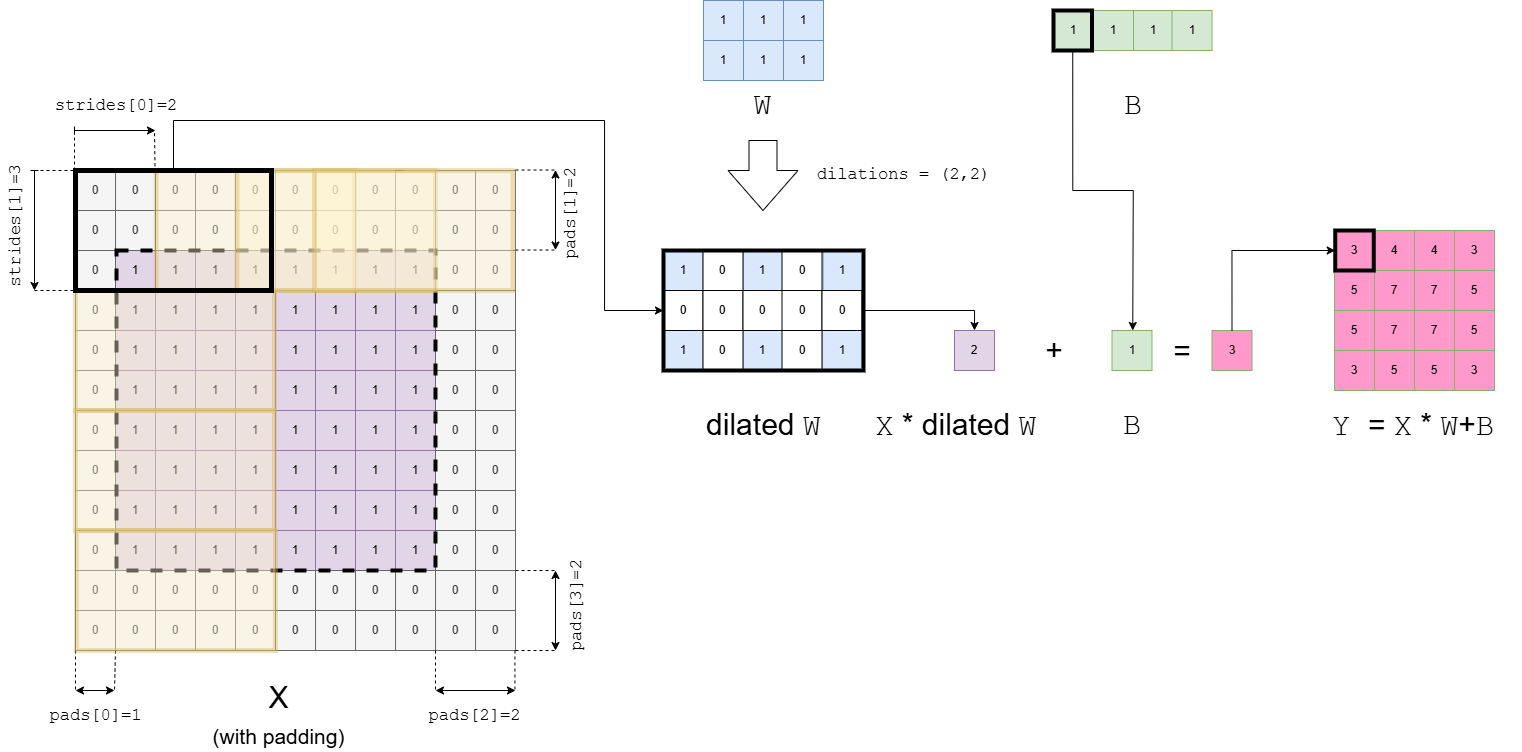 1 1 1
1 1 1
W
1 1 1 1
B
strides[0]=2
strides[1]=3
pads[1]=2
dilations = (2,2)
0 0 0 0 0 0 0 0 0 0 0
0 0 0 0 0 0 0 0 0 0 0
0 1 1 1 1 1 1 1 1 0 0
0 1 1 1 1 1 1 1 1 0 0
0 1 1 1 1 1 1 1 1 0 0
0 1 1 1 1 1 1 1 1 0 0
0 1 1 1 1 1 1 1 1 0 0
0 1 1 1 1 1 1 1 1 0 0
0 1 1 1 1 1 1 1 1 0 0
0 1 1 1 1 1 1 1 1 0 0
0 0 0 0 0 0 0 0 0 0 0
0 0 0 0 0 0 0 0 0 0 0
pads[3]=2
pads[0]=1
pads[2]=2
X
(with padding)
1 0 1 0 1
0 0 0 0 0
1 0 1 0 1
dilated W
2 + 1 = 3
X * dilated W
B
3 4 4 3
5 7 7 5
5 7 7 5
3 5 5 3
Y = X * W+B